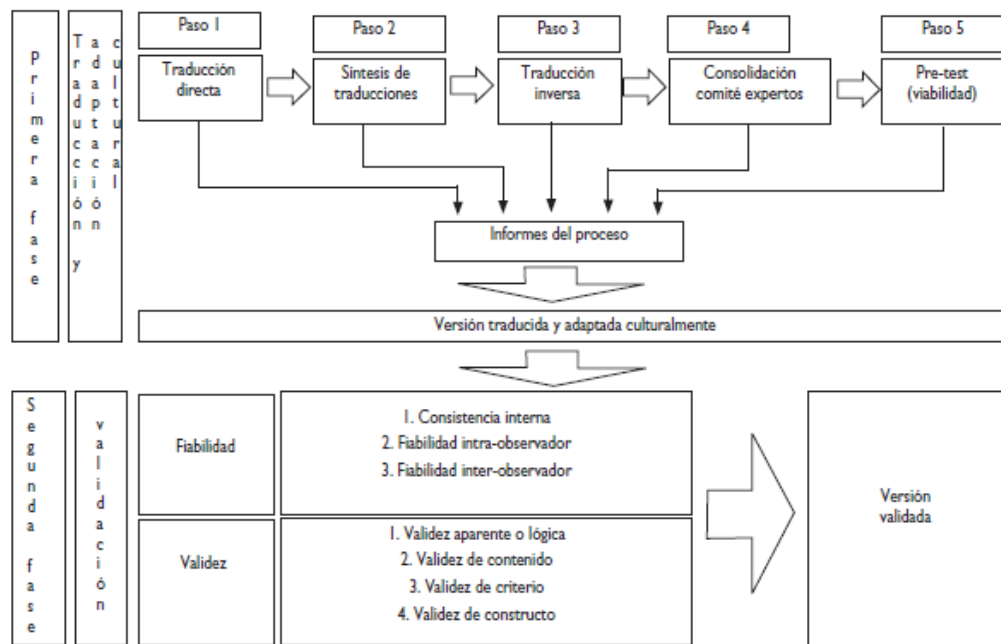 Primera fase
Traducción y
adaptación
cultural
Paso 1
Paso 2
Paso 3
Paso 4
Paso 5
Traducción
directa
Síntesis de
traducciones
Traducción
inversa
Consolidación
comité expertos
Pre-test
(viabilidad)
Informes del proceso
Versión traducida y adaptada culturalmente
Segunda fase
validación
Fiabilidad
1. Consistencia interna
2. Fiabilidad intra-observador
3. Fiabilidad inter-observador
Validez
1. Validez aparente o lógica
2. Validez de contenido
3. Validez de criterio
4. Validez de constructo
Versión
validada